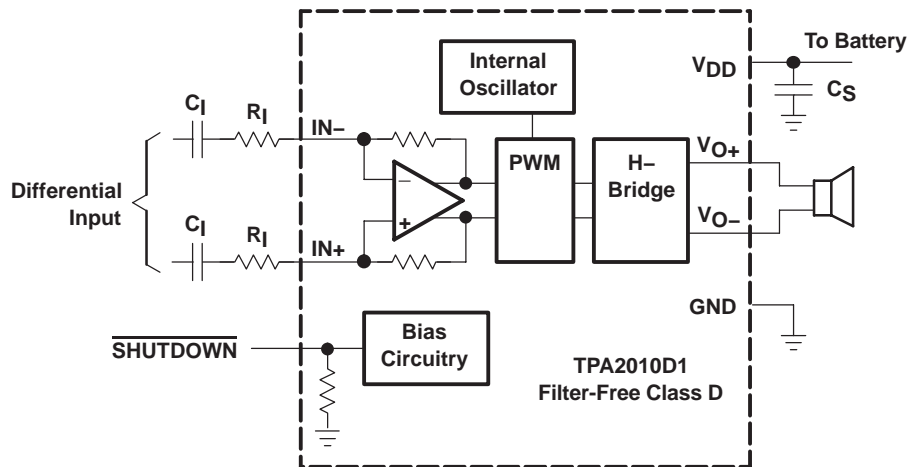 To Battery
Internal
Oscillator
VDD
CS
CI
RI
IN−
PWM
H−
Bridge
VO+
Differential
Input
VO−
CI
RI
IN+
GND
SHUTDOWN
Bias
Circuitry
TPA2010D1
Filter-Free Class D